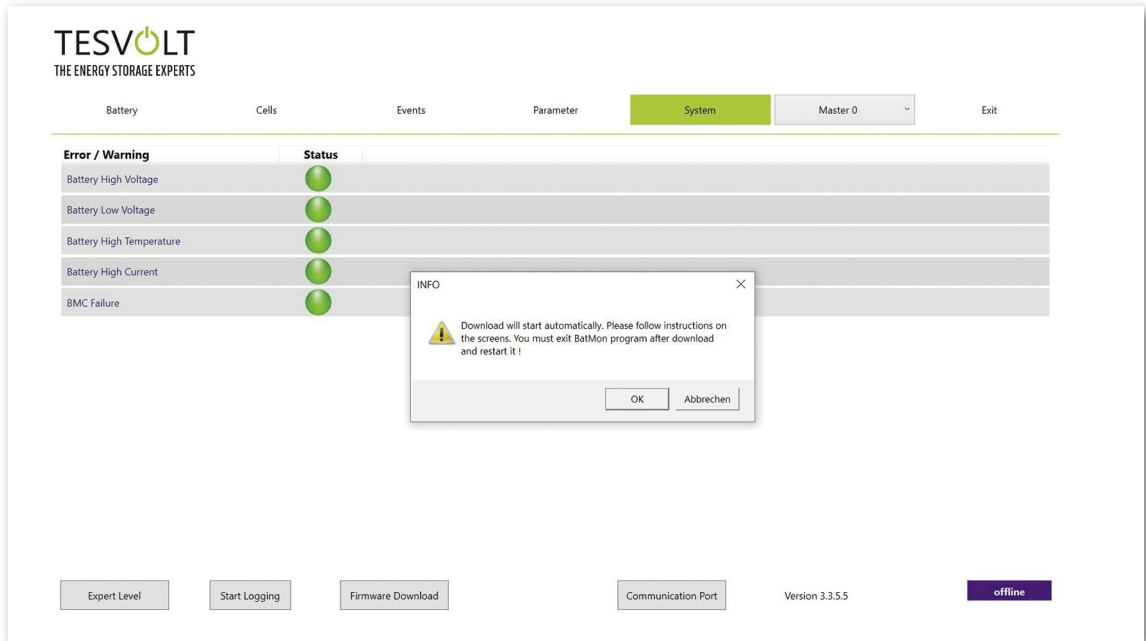 TESVOLT
THE ENERGY STORAGE EXPERTS
Battery Cells Events Parameter System Master 0 Exit
Error / Warning Status
Battery High Voltage
Battery Low Voltage
Battery High Temperature
Battery High Current
BMC Failure
INFO
Download will start automatically. Please follow instructions on
the screens. You must exit BatMon program after download
and restart it !
OK Abbrechen
Expert Level Start Logging Firmware Download Communication Port Version 3.3.5.5 offline